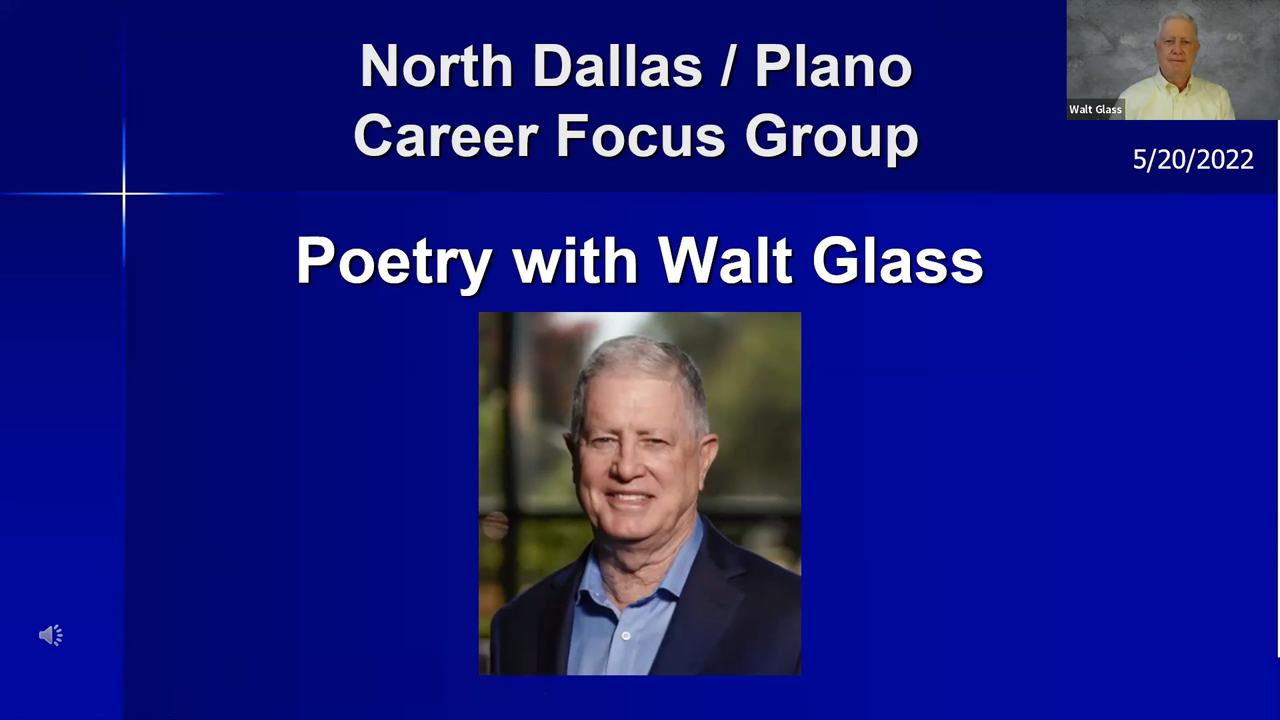 North Dallas / Plano
Career Focus Group
Walt Glass
5/20/2022
Poetry with Walt Glass